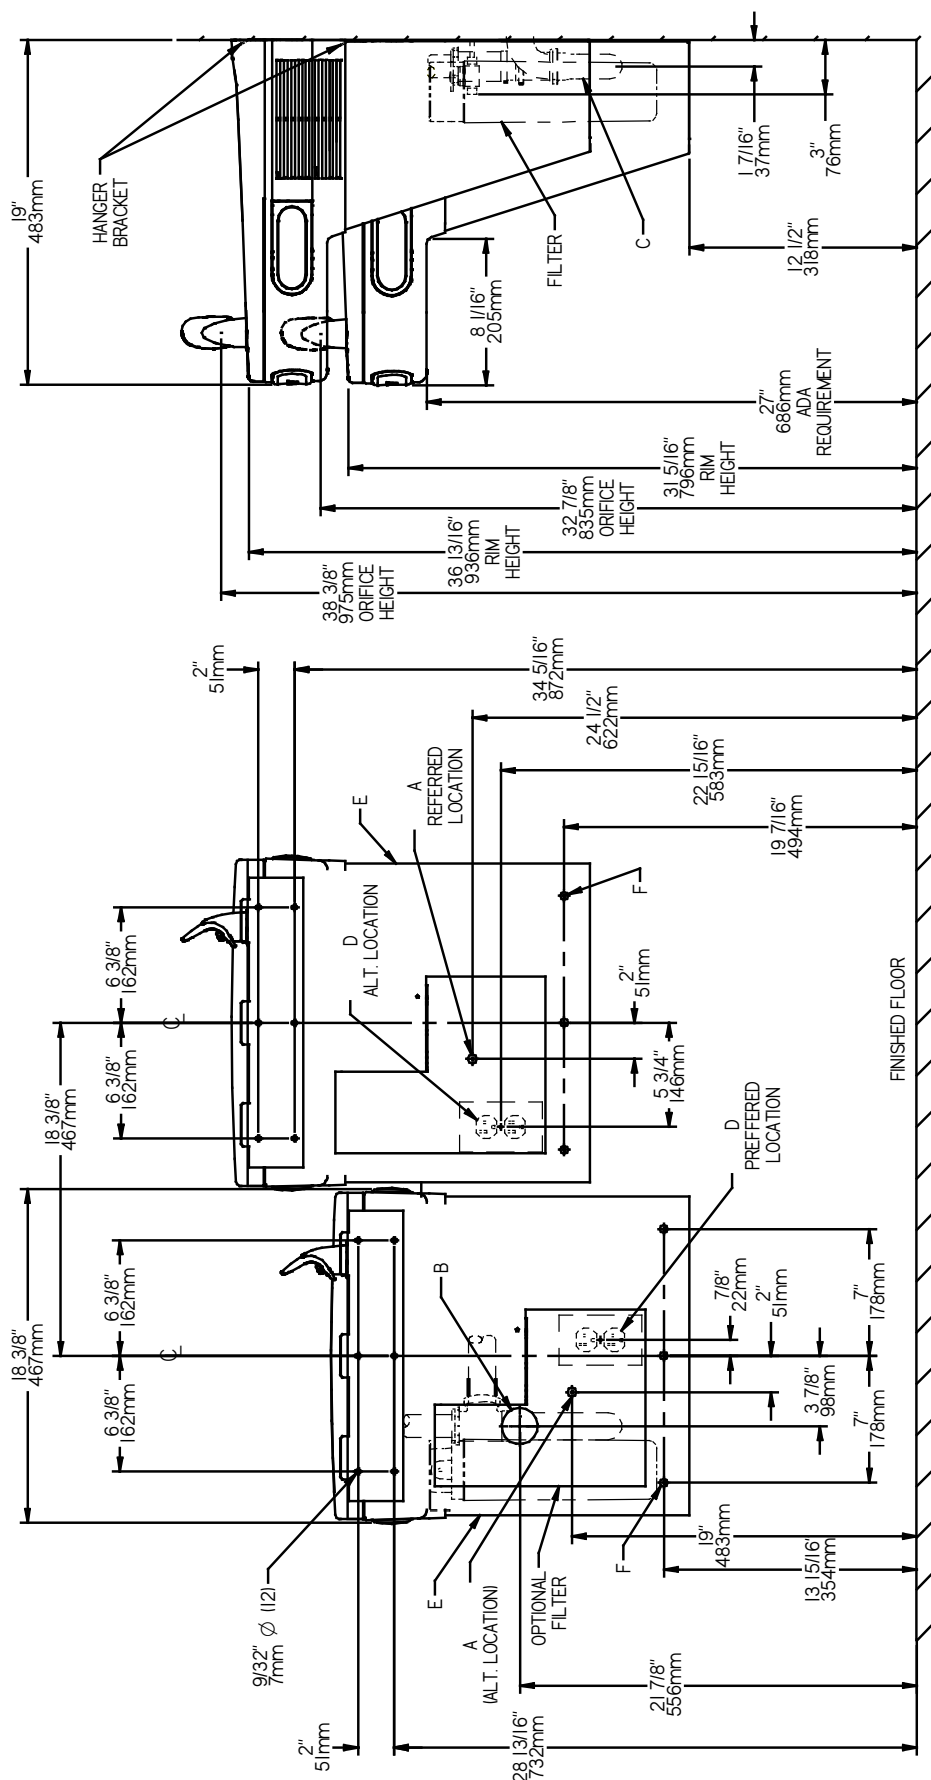 19"
483mm
HANGER
BRACKET
FILTER
C
1 7/16"
37mm
3"
76mm
12 1/2"
318mm
8 1/16"
205mm
27"
686mm
ADA
REQUIREMENT
31 5/16"
796mm
RIM
HEIGHT
32 7/8"
835mm
ORIFICE
HEIGHT
36 13/16"
936mm
RIM
HEIGHT
38 3/8"
975mm
ORIFICE
HEIGHT
2"
51mm
34 5/16"
872mm
24 1/2"
622mm
22 15/16"
583mm
19 7/16"
494mm
A
REFERRED
LOCATION
E
D
ALT. LOCATION
F
6 3/8"
162mm
CL
6 3/8"
162mm
18 3/8"
467mm
2"
51mm
5 3/4"
146mm
FINISHED FLOOR
18 3/8"
467mm
6 3/8"
162mm
CL
6 3/8"
162mm
B
D
PREFFERED
LOCATION
7/8"
22mm
2"
51mm
7"
178mm
3 7/8"
98mm
7"
178mm
9/32" Ø (12)
7mm
E
A
(ALT. LOCATION)
OPTIONAL
FILTER
F
19"
483mm
13 15/16"
354mm
21 7/8"
556mm
2"
51mm
28 13/16"
732mm